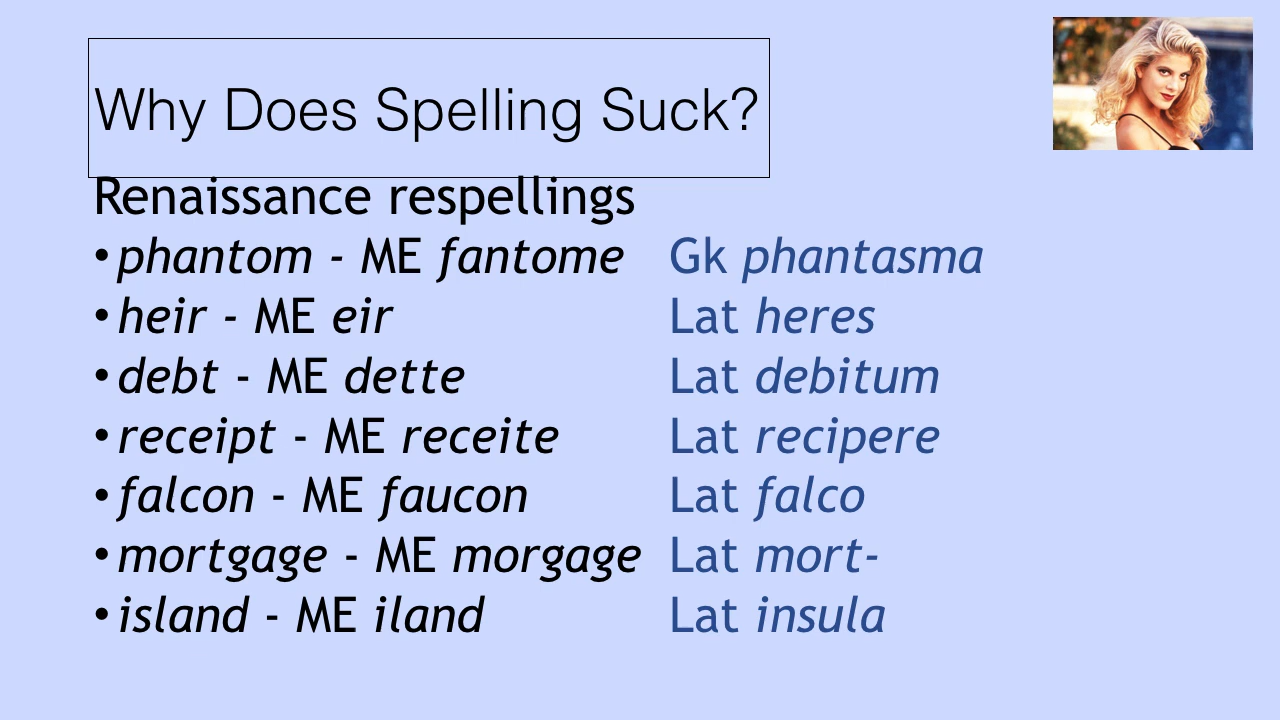 Why Does Spelling Suck?
Renaissance respellings
• phantom - ME fantome Gk phantasma
• heir - ME eir Lat heres
• debt - ME dette Lat debitum
• receipt - ME receite Lat recipere
• falcon - ME faucon Lat falco
• mortgage - ME morgage Lat mort-
• island - ME iland Lat insula